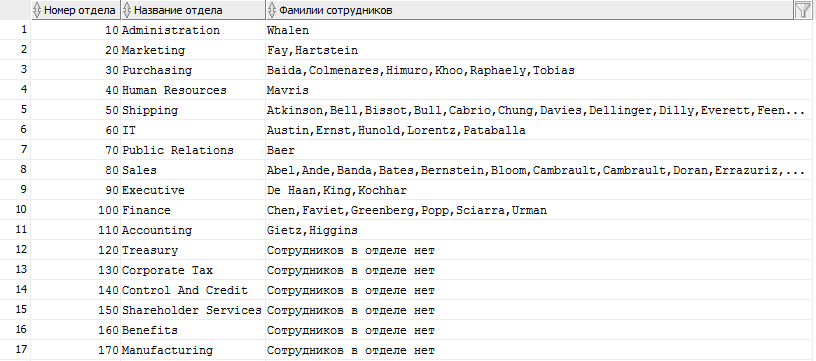 Номер отдела Название отдела Фамилии сотрудников
1 10 Administration Whalen
2 20 Marketing Fay,Hartstein
3 30 Purchasing Baida,Colmenares,Himuro,Khoo,Raphaely,Tobias
4 40 Human Resources Mavris
5 50 Shipping Atkinson,Bell,Bissot,Bull,Cabrio,Chung,Davies,Dellinger,Dilly,Everett,Feen...
6 60 IT Austin,Ernst,Hunold,Lorentz,Pataballa
7 70 Public Relations Baer
8 80 Sales Abel,Ande,Banda,Bates,Bernstein,Bloom,Cambrault,Cambrault,Doran,Errazuriz,...
9 90 Executive De Haan,King,Kochhar
10 100 Finance Chen,Faviet,Greenberg,Popp,Sciarra,Urman
11 110 Accounting Gietz,Higgins
12 120 Treasury Сотрудников в отделе нет
13 130 Corporate Tax Сотрудников в отделе нет
14 140 Control And Credit Сотрудников в отделе нет
15 150 Shareholder Services Сотрудников в отделе нет
16 160 Benefits Сотрудников в отделе нет
17 170 Manufacturing Сотрудников в отделе нет